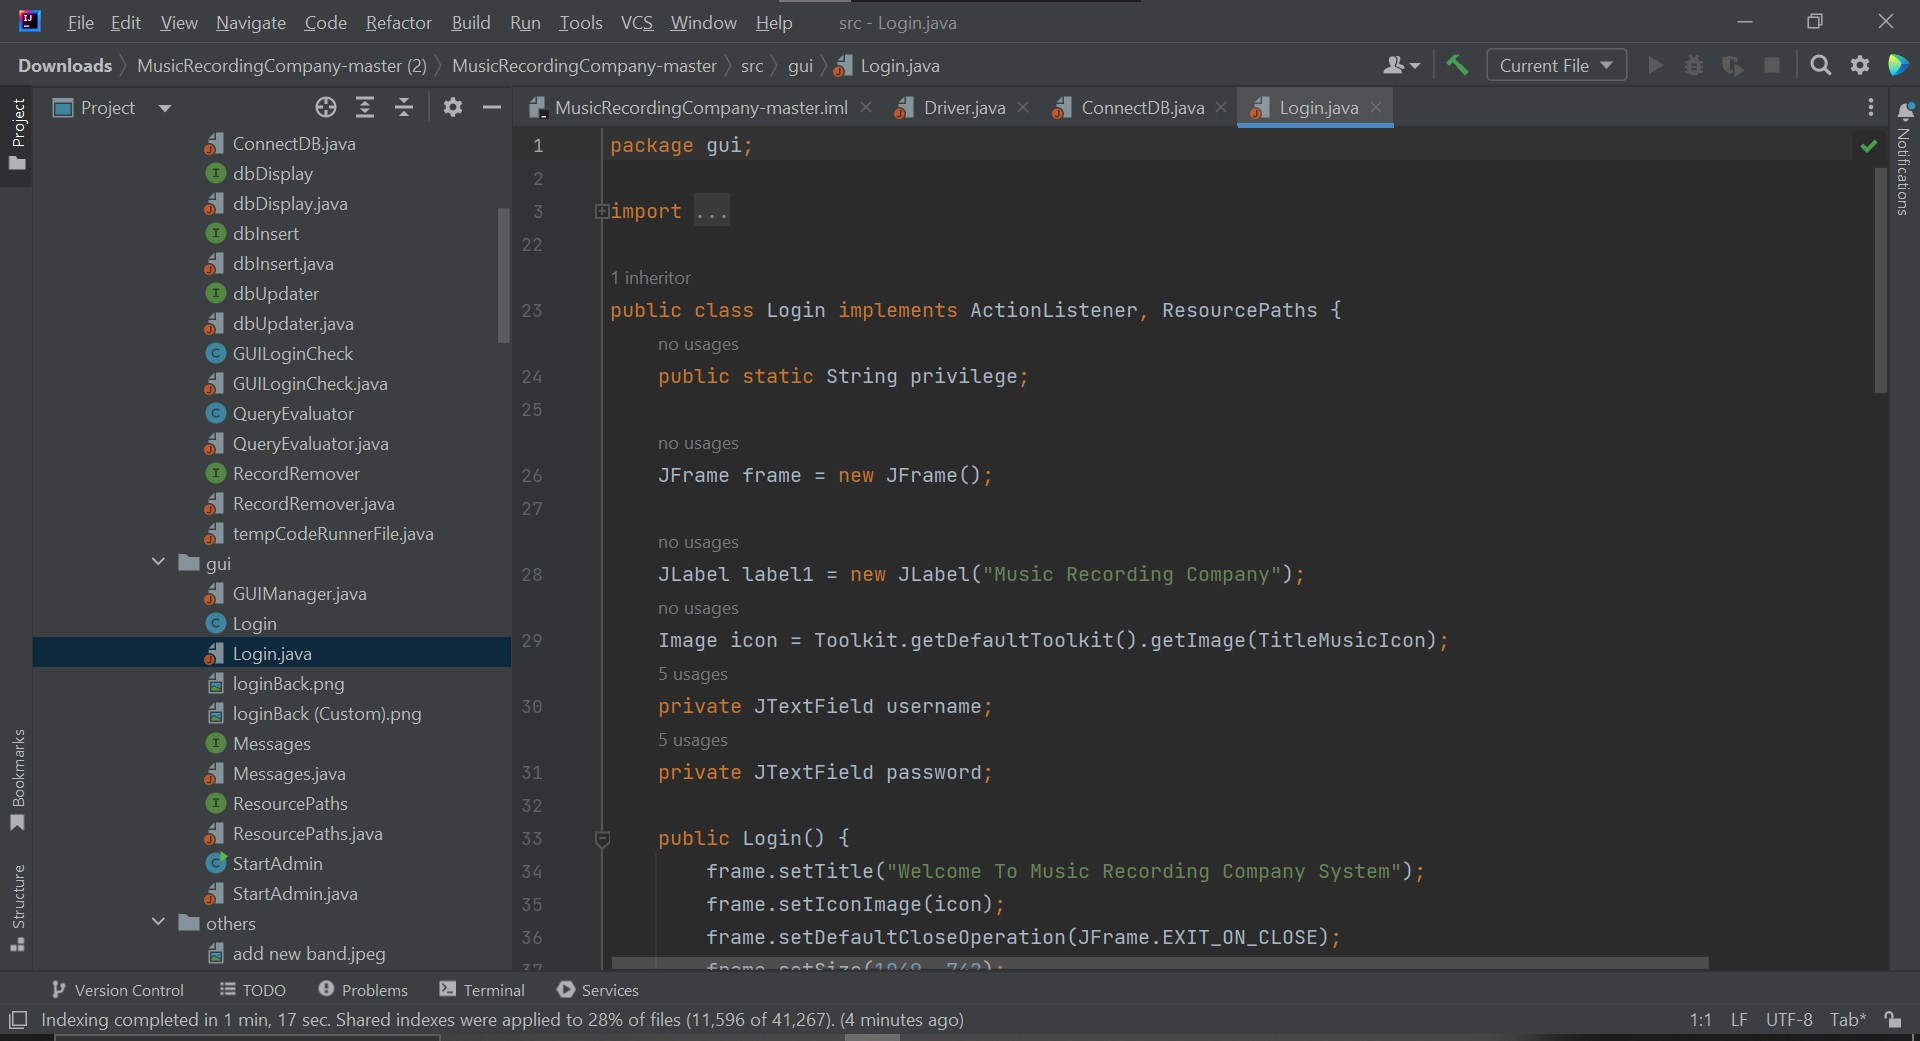 File Edit View Navigate Code Refactor Build Run Tools VCS Window Help src - Login.java
Downloads MusicRecordingCompany-master (2) MusicRecordingCompany-master src gui Login.java Current File
Project
Project
ConnectDB.java
dbDisplay
dbDisplay.java
dbInsert
dbInsert.java
dbUpdater
dbUpdater.java
GUILoginCheck
GUILoginCheck.java
QueryEvaluator
QueryEvaluator.java
RecordRemover
RecordRemover.java
tempCodeRunnerFile.java
gui
GUIManager.java
Login
Login.java
loginBack.png
loginBack (Custom).png
Messages
Messages.java
ResourcePaths
ResourcePaths.java
StartAdmin
StartAdmin.java
others
add new band.jpeg
Bookmarks
Structure
MusicRecordingCompany-master.iml Driver.java ConnectDB.java Login.java
1 package gui;
2
3 import ...
22
1 inheritor
23 public class Login implements ActionListener, ResourcePaths {
no usages
24 public static String privilege;
25
no usages
26 JFrame frame = new JFrame();
27
no usages
28 JLabel label1 = new JLabel("Music Recording Company");
no usages
29 Image icon = Toolkit.getDefaultToolkit().getImage(TitleMusicIcon);
5 usages
30 private JTextField username;
5 usages
31 private JTextField password;
32
33 public Login() {
34 frame.setTitle("Welcome To Music Recording Company System");
35 frame.setIconImage(icon);
36 frame.setDefaultCloseOperation(JFrame.EXIT_ON_CLOSE);
37 frame.setSize(1048, 742);
Notifications
Version Control TODO Problems Terminal Services
Indexing completed in 1 min, 17 sec. Shared indexes were applied to 28% of files (11,596 of 41,267). (4 minutes ago) 1:1 LF UTF-8 Tab*